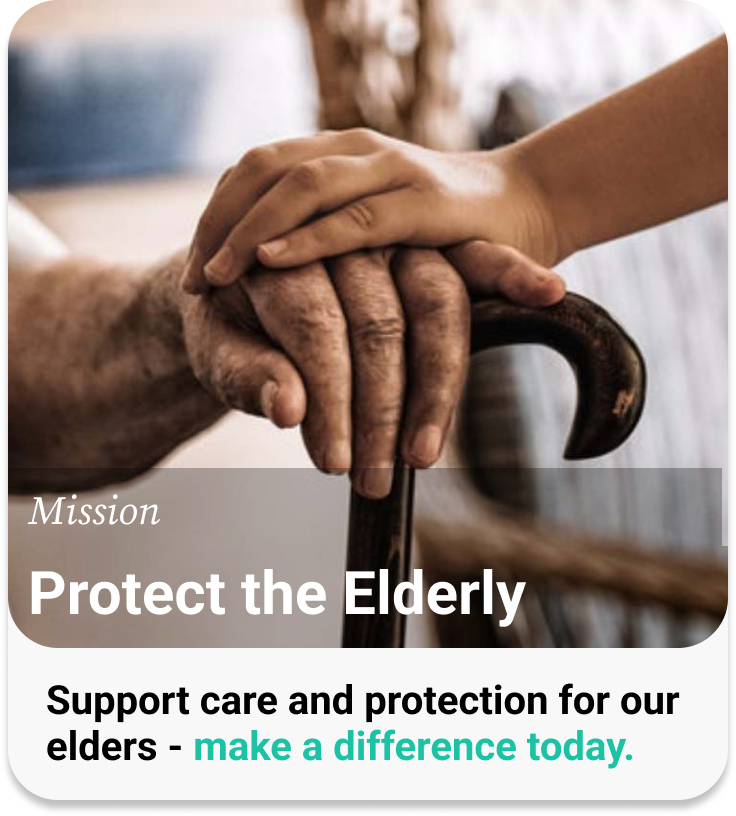 Mission
Protect the Elderly
Support care and protection for our
elders - make a difference today.